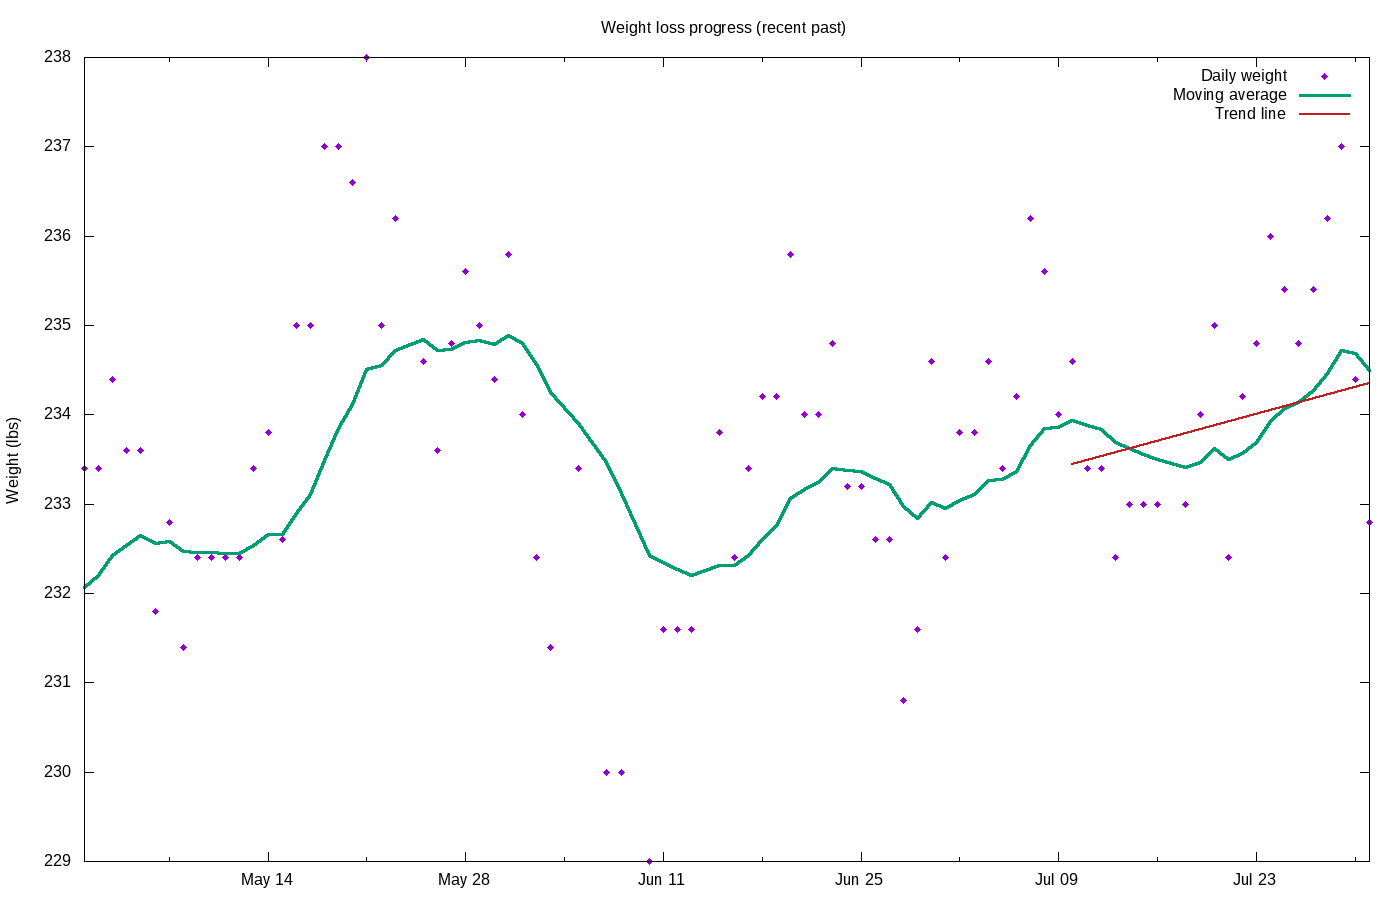 Weight loss progress (recent past)
Daily weight
Moving average
Trend line
238
237
236
235
234
233
232
231
230
229
Weight (lbs)
May 14 May 28 Jun 11 Jun 25 Jul 09 Jul 23